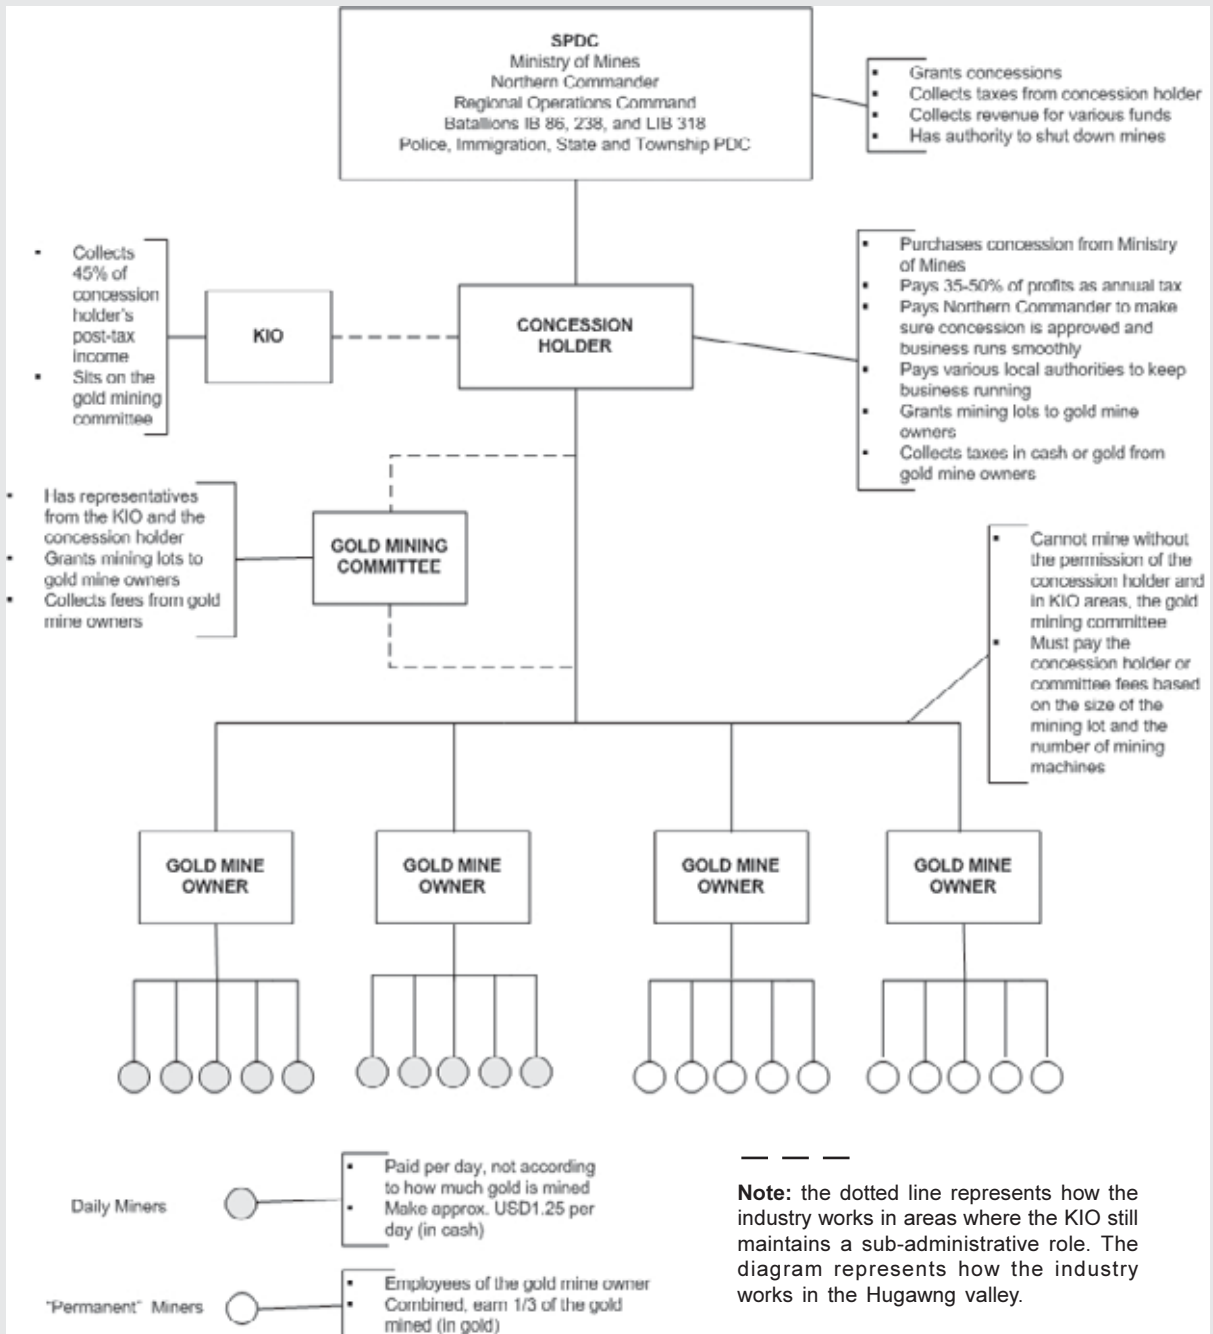 SPDC
Ministry of Mines
Northern Commander
Regional Operations Command
Batallions IB 86, 238, and LIB 318
Police, Immigration, State and Township PDC
▪ Grants concessions
▪ Collects taxes from concession holder
▪ Collects revenue for various funds
▪ Has authority to shut down mines
▪ Collects
45% of
concession
holder's
post-tax
income
▪ Sits on the
gold mining
committee
KIO
CONCESSION
HOLDER
▪ Purchases concession from Ministry
of Mines
▪ Pays 35-50% of profits as annual tax
▪ Pays Northern Commander to make
sure concession is approved and
business runs smoothly
▪ Pays various local authorities to keep
business running
▪ Grants mining lots to gold mine
owners
▪ Collects taxes in cash or gold from
gold mine owners
▪ Has representatives
from the KIO and the
concession holder
▪ Grants mining lots to
gold mine owners
▪ Collects fees from gold
mine owners
GOLD MINING
COMMITTEE
▪ Cannot mine without
the permission of the
concession holder and
in KIO areas, the gold
mining committee
▪ Must pay the
concession holder or
committee fees based
on the size of the
mining lot and the
number of mining
machines
GOLD MINE
OWNER
GOLD MINE
OWNER
GOLD MINE
OWNER
GOLD MINE
OWNER
Daily Miners
▪ Paid per day, not according
to how much gold is mined
▪ Make approx. USD1.25 per
day (in cash)
"Permanent" Miners
▪ Employees of the gold mine owner
▪ Combined, earn 1/3 of the gold
mined (in gold)
Note: the dotted line represents how the
industry works in areas where the KIO still
maintains a sub-administrative role. The
diagram represents how the industry
works in the Hugawng valley.